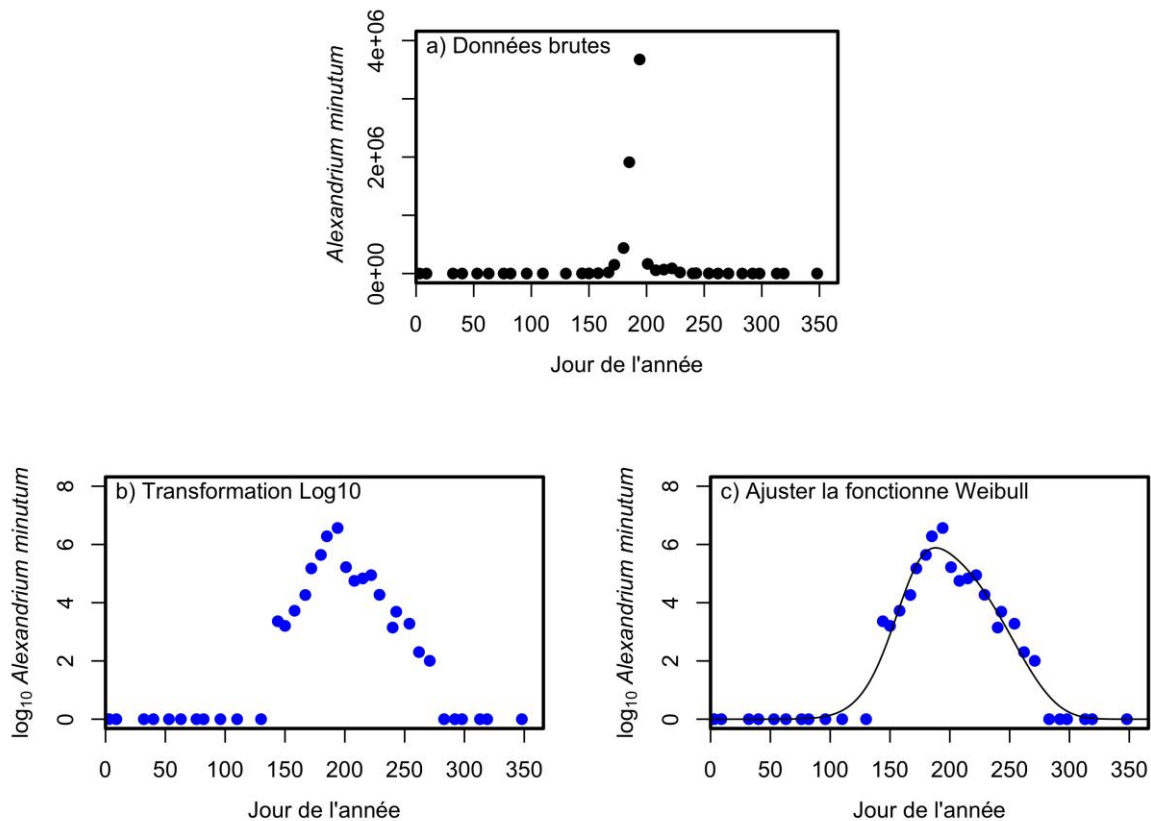 a) Données brutes
Alexandrium minutum
4e+06
2e+06
0e+00
0 50 100 150 200 250 300 350
Jour de l'année
b) Transformation Log10
log10 Alexandrium minutum
8
6
4
2
0
0 50 100 150 200 250 300 350
Jour de l'année
c) Ajuster la fonctionne Weibull
log10 Alexandrium minutum
8
6
4
2
0
0 50 100 150 200 250 300 350
Jour de l'année